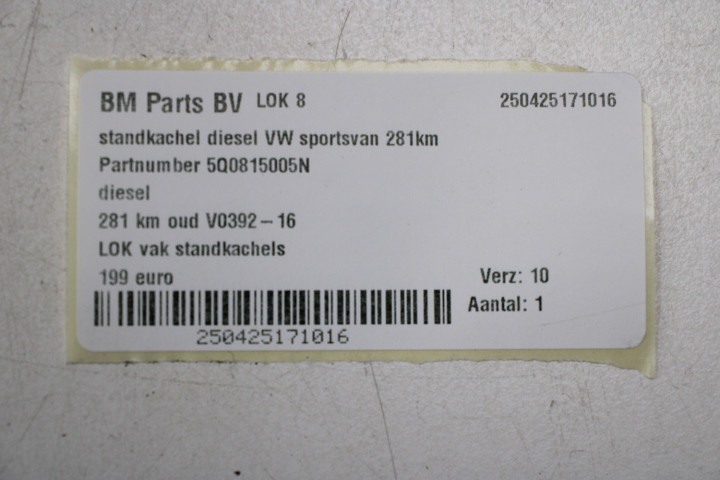 BM Parts BV LOK 8 250425171016
standkachel diesel VW sportsvan 281km
Partnumber 5Q0815005N
diesel
281 km oud V0392-16
LOK vak standkachels
199 euro Verz: 10
Aantal: 1
250425171016